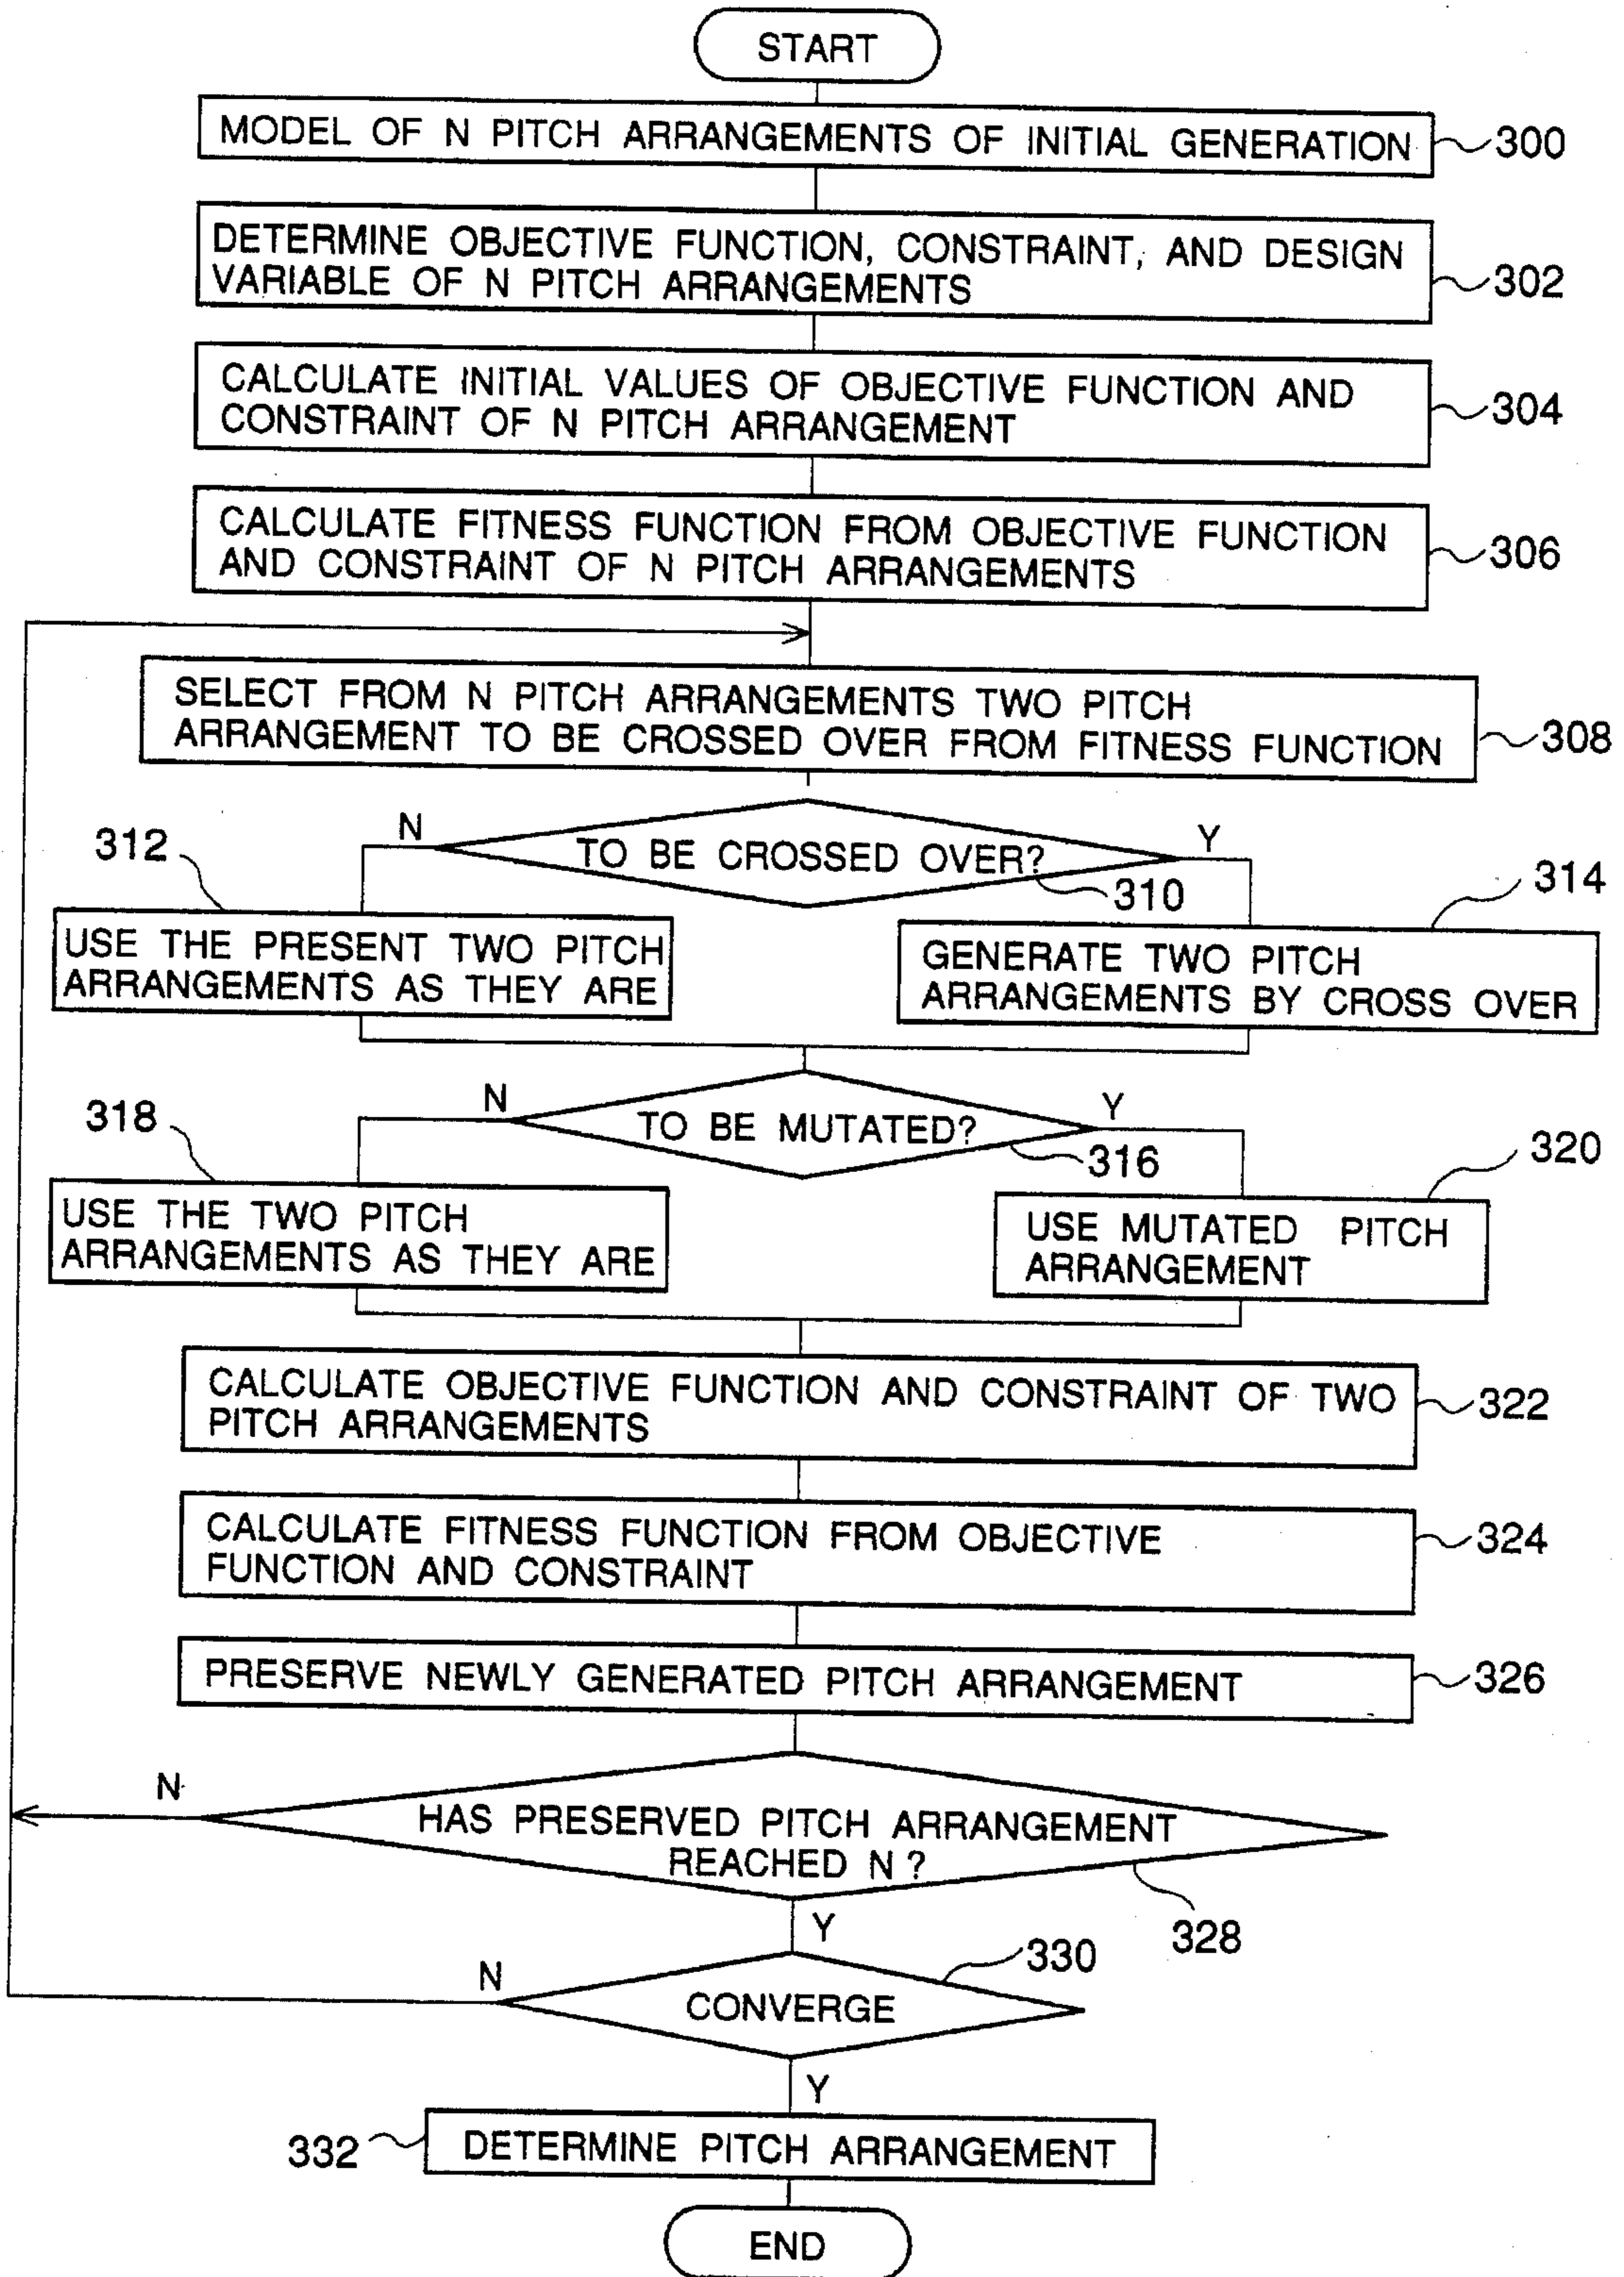 START
MODEL OF N PITCH ARRANGEMENTS OF INITIAL GENERATION
300
DETERMINE OBJECTIVE FUNCTION, CONSTRAINT, AND DESIGN
VARIABLE OF N PITCH ARRANGEMENTS
302
CALCULATE INITIAL VALUES OF OBJECTIVE FUNCTION AND
CONSTRAINT OF N PITCH ARRANGEMENT
304
CALCULATE FITNESS FUNCTION FROM OBJECTIVE FUNCTION
AND CONSTRAINT OF N PITCH ARRANGEMENTS
306
SELECT FROM N PITCH ARRANGEMENTS TWO PITCH
ARRANGEMENT TO BE CROSSED OVER FROM FITNESS FUNCTION
308
N
TO BE CROSSED OVER?
Y
310
312
USE THE PRESENT TWO PITCH
ARRANGEMENTS AS THEY ARE
314
GENERATE TWO PITCH
ARRANGEMENTS BY CROSS OVER
N
TO BE MUTATED?
Y
316
318
USE THE TWO PITCH
ARRANGEMENTS AS THEY ARE
320
USE MUTATED PITCH
ARRANGEMENT
CALCULATE OBJECTIVE FUNCTION AND CONSTRAINT OF TWO
PITCH ARRANGEMENTS
322
CALCULATE FITNESS FUNCTION FROM OBJECTIVE
FUNCTION AND CONSTRAINT
324
PRESERVE NEWLY GENERATED PITCH ARRANGEMENT
326
N
HAS PRESERVED PITCH ARRANGEMENT
REACHED N ?
328
Y
330
N
CONVERGE
Y
332
DETERMINE PITCH ARRANGEMENT
END